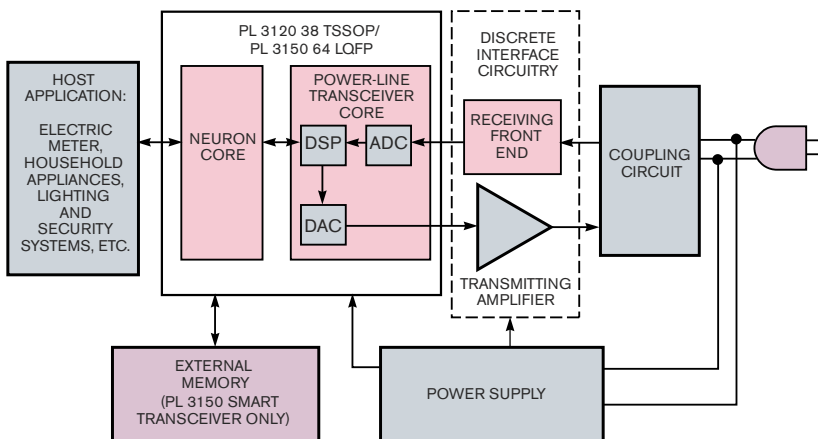 PL 3120 38 TSSOP/
PL 3150 64 LQFP
DISCRETE
INTERFACE
CIRCUITRY
HOST
APPLICATION:
ELECTRIC
METER,
HOUSEHOLD
APPLIANCES,
LIGHTING
AND
SECURITY
SYSTEMS, ETC.
NEURON
CORE
POWER-LINE
TRANSCEIVER
CORE
DSP
ADC
DAC
RECEIVING
FRONT
END
TRANSMITTING
AMPLIFIER
COUPLING
CIRCUIT
EXTERNAL
MEMORY
(PL 3150 SMART
TRANSCEIVER ONLY)
POWER SUPPLY